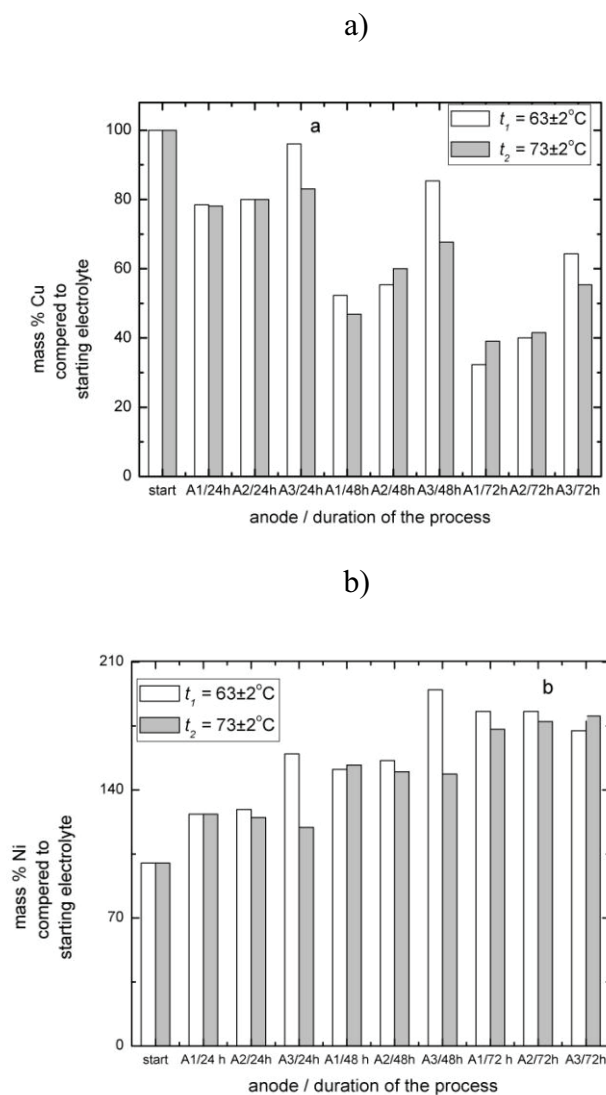 a)
a
t1 = 63±2°C
t2 = 73±2°C
100
80
60
40
20
0
mass % Cu
compered to
starting electrolyte
start A1/24h A2/24h A3/24h A1/48h A2/48h A3/48h A1/72h A2/72h A3/72h
anode / duration of the process
b)
b
t1 = 63±2°C
t2 = 73±2°C
210
140
70
0
mass % Ni
compered to
starting electrolyte
start A1/24 h A2/24h A3/24h A1/48 h A2/48h A3/48h A1/72 h A2/72h A3/72h
anode / duration of the process